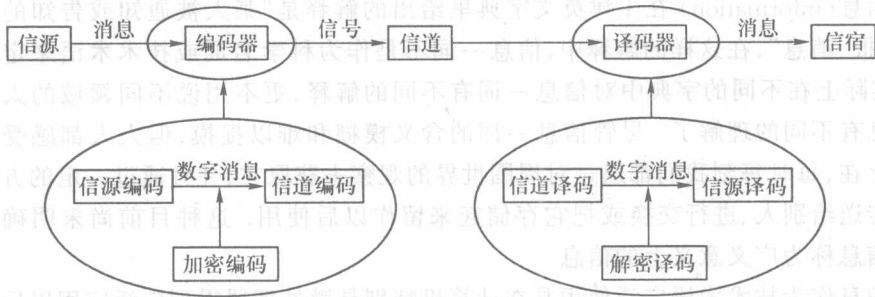 信源 消息 编码器 信号 信道 译码器 消息 信宿
信源编码 数字消息 信道编码 信道译码 数字消息 信源译码
加密编码 解密译码